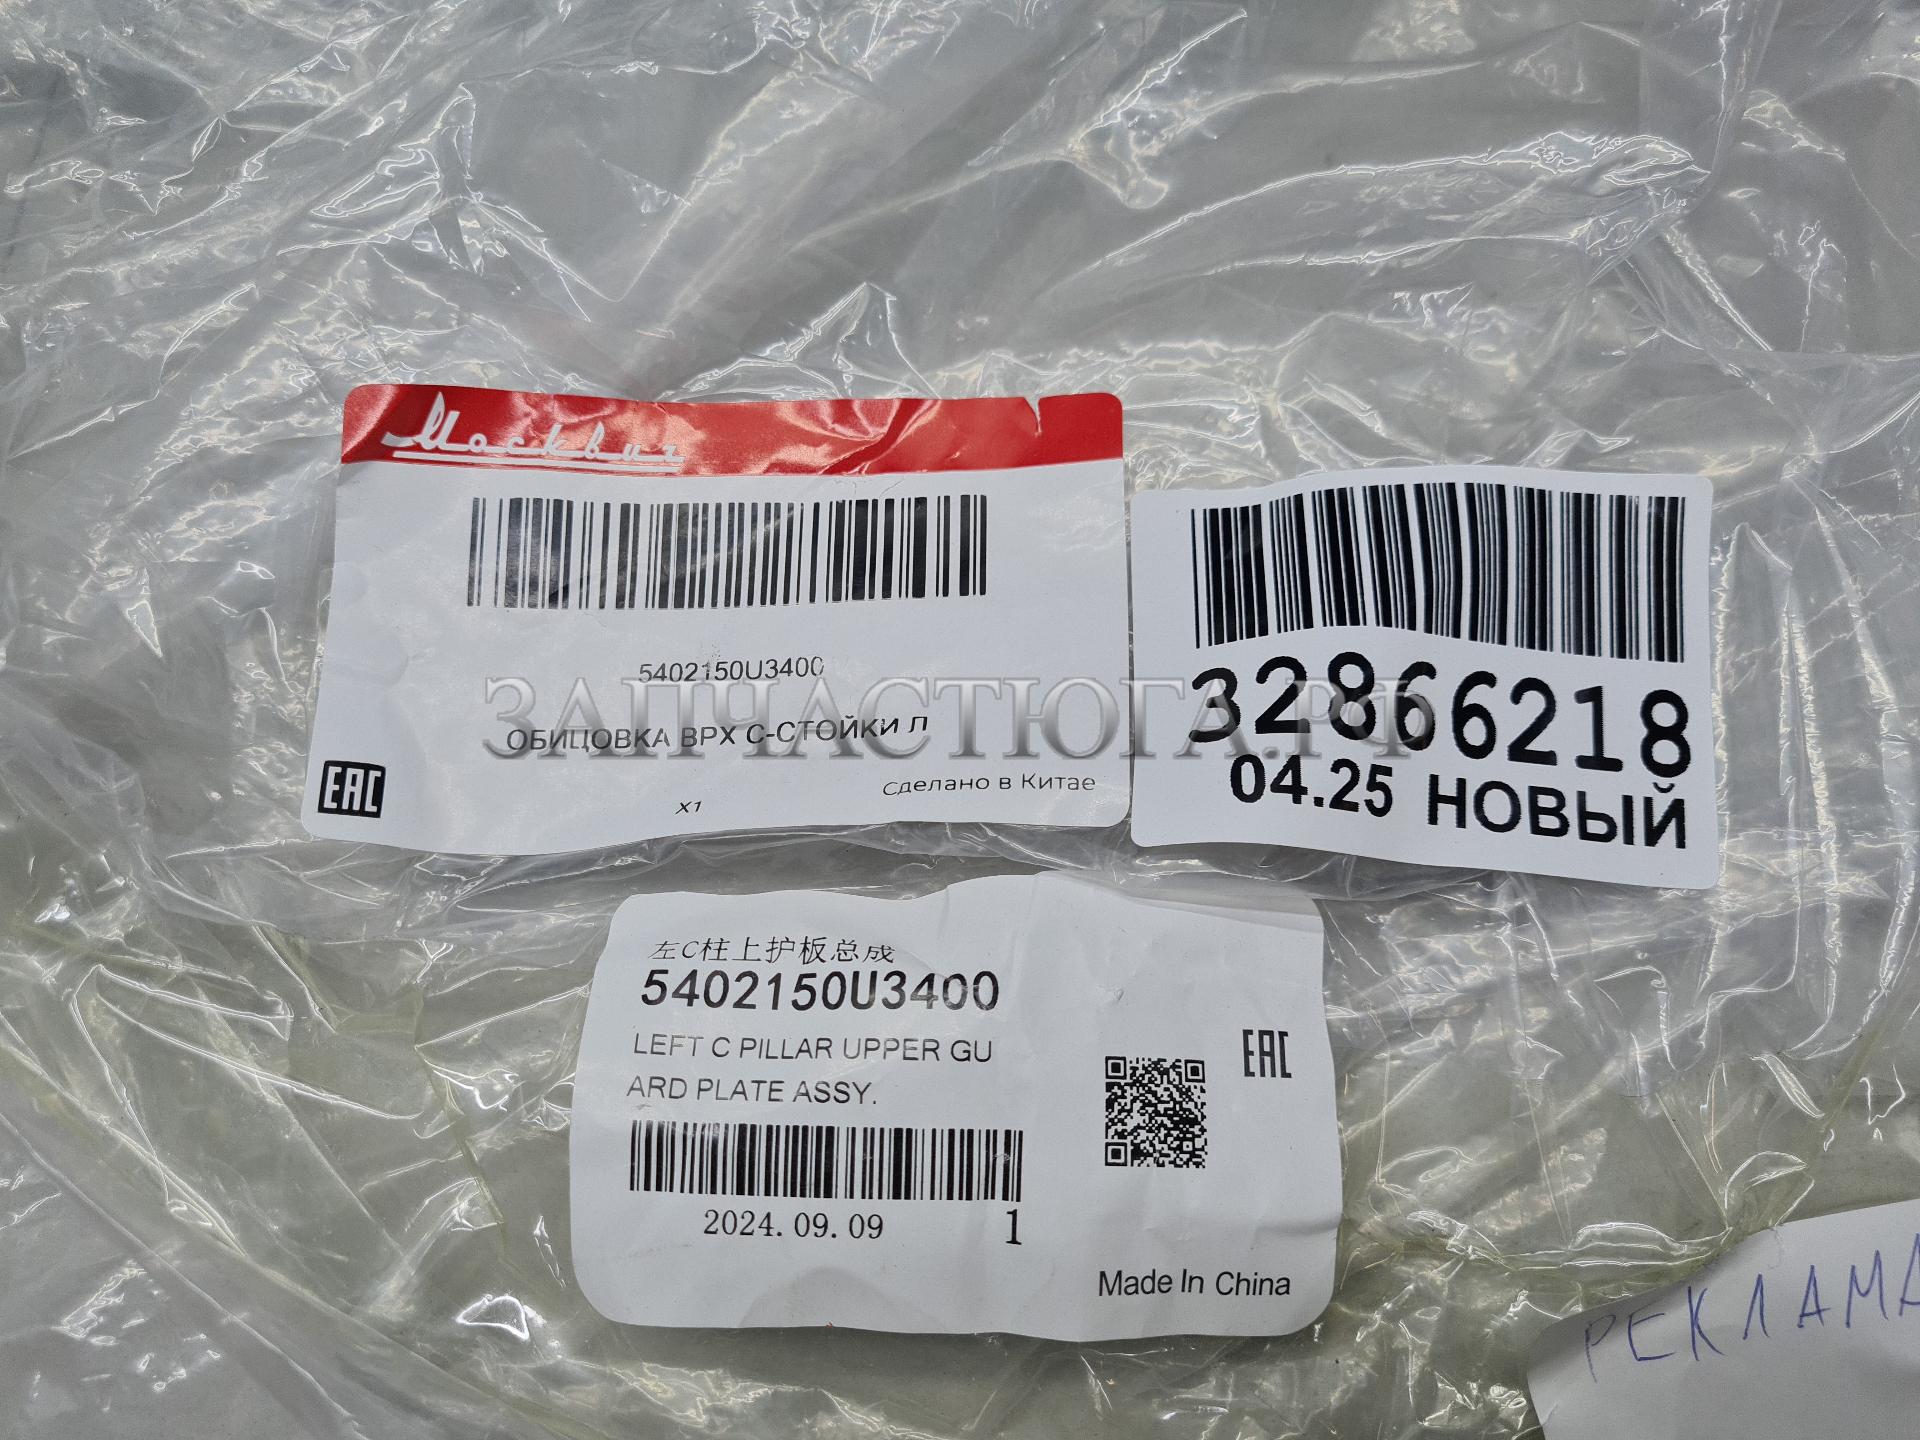 Москвич
5402150U3400
ОБИЦОВКА ВРХ С-СТОЙКИ Л
EAC
X1
Сделано в Китае
32866218
04.25 НОВЫЙ
ЗАПЧАСТЮГА.РФ
左C柱上护板总成
5402150U3400
LEFT C PILLAR UPPER GU
ARD PLATE ASSY.
EAC
2024.09.09 1
Made In China
РЕКЛАМА